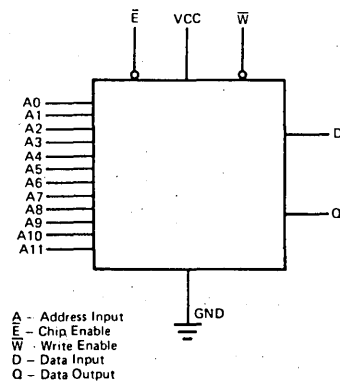 E̅ VCC W̅
A0
A1
A2
A3
A4
A5
A6
A7
A8
A9
A10
A11
D
Q
GND
A - Address Input
E̅ - Chip Enable
W̅ - Write Enable
D - Data Input
Q - Data Output